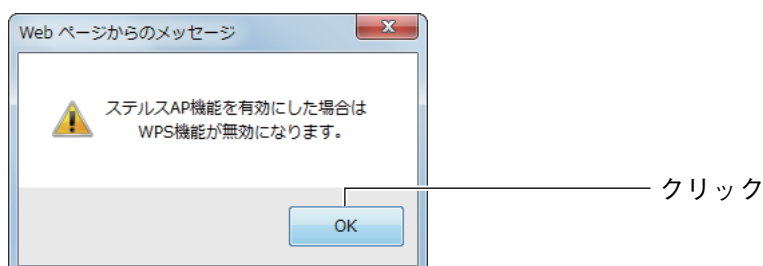 Web ページからのメッセージ
ステルスAP機能を有効にした場合は
WPS機能が無効になります。
OK
クリック